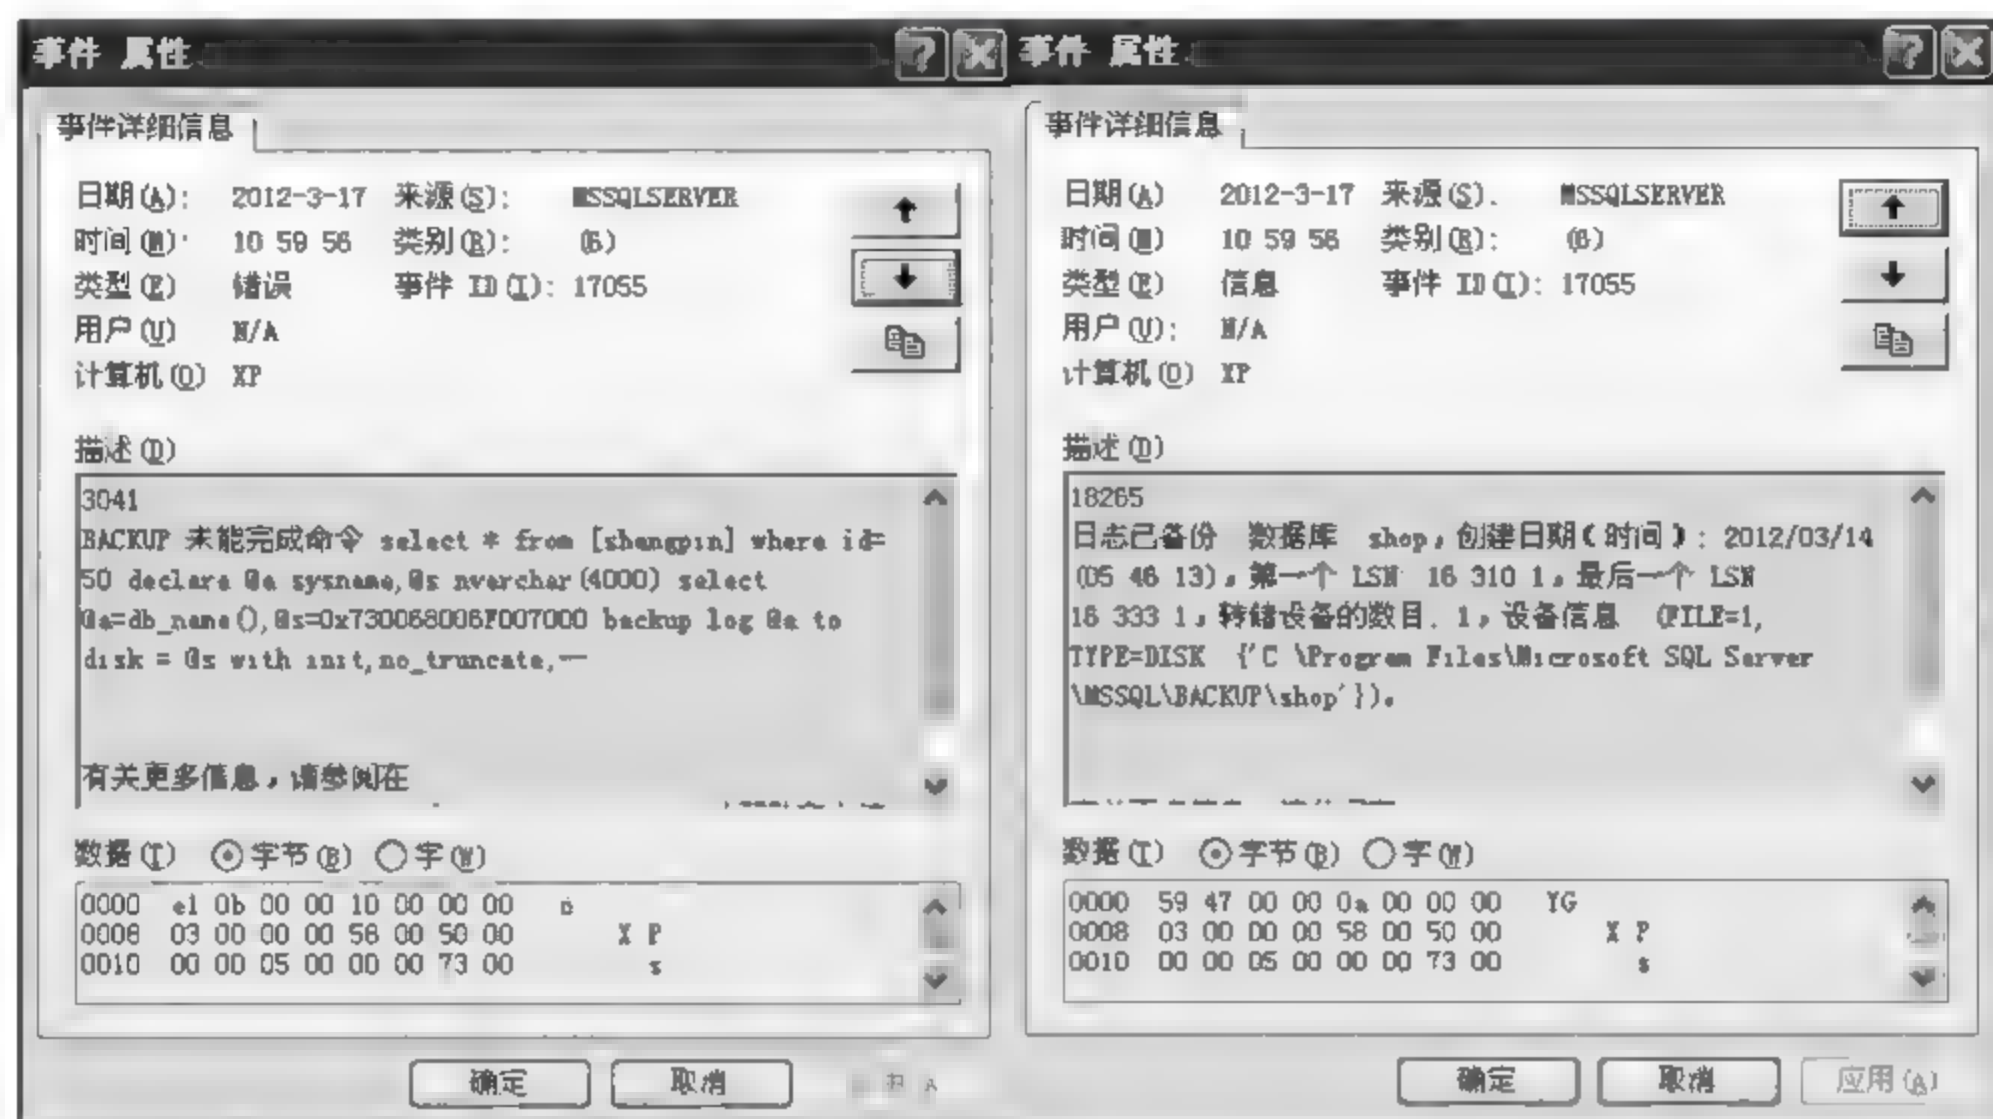 事件 属性
事件详细信息
日期(A): 2012-3-17 来源(S): MSSQLSERVER
时间(M): 10 59 56 类别(R): (6)
类型(E) 错误 事件 ID(I): 17055
用户(U) N/A
计算机(O) XP
描述(D)
3041
BACKUP 未能完成命令 select * from [shangpin] where id=
50 declare @a sysname,@s nvarchar(4000) select
@a=db_name(),@s=0x730068006F007000 backup log @a to
disk = @s with init,no_truncate,--
有关更多信息，请参阅在
数据(T) 字节(B) 字(W)
0000 e1 0b 00 00 10 00 00 00
0008 03 00 00 00 58 00 50 00 X P
0010 00 00 05 00 00 00 73 00 s
确定 取消
事件 属性
事件详细信息
日期(A) 2012-3-17 来源(S). MSSQLSERVER
时间(M) 10 59 56 类别(R): (6)
类型(E) 信息 事件 ID(I): 17055
用户(U): N/A
计算机(O) XP
描述(D)
18265
日志已备份 数据库 shop，创建日期(时间): 2012/03/14
(05 46 13)，第一个 LSN 16 310 1，最后一个 LSN
16 333 1，转储设备的数目. 1，设备信息 (FILE=1,
TYPE=DISK {'C \Program Files\Microsoft SQL Server
\MSSQL\BACKUP\shop'})。
数据(T) 字节(B) 字(W)
0000 59 47 00 00 0a 00 00 00 YG
0008 03 00 00 00 58 00 50 00 X P
0010 00 00 05 00 00 00 73 00 s
确定 取消 应用(A)